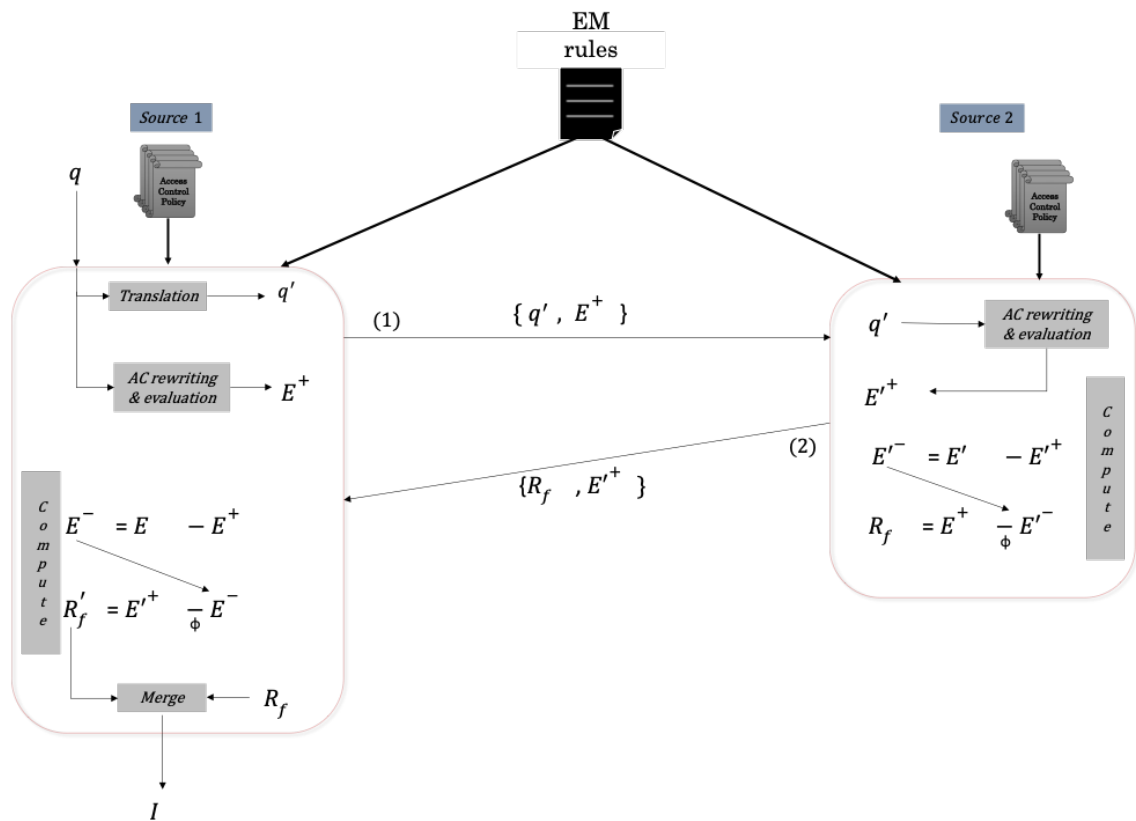 EM
rules
Source 1
Source 2
q
Access
Control
Policy
Access
Control
Policy
Translation
q′
(1)
{ q′ , E⁺ }
q′
AC rewriting
& evaluation
AC rewriting
& evaluation
E⁺
E′⁺
Compute
(2)
E′⁻ = E′ − E′⁺
{R_f , E′⁺ }
Compute
E⁻ = E − E⁺
R_f = E⁺ −_ϕ E′⁻
R′_f = E′⁺ −_ϕ E⁻
Merge
R_f
I